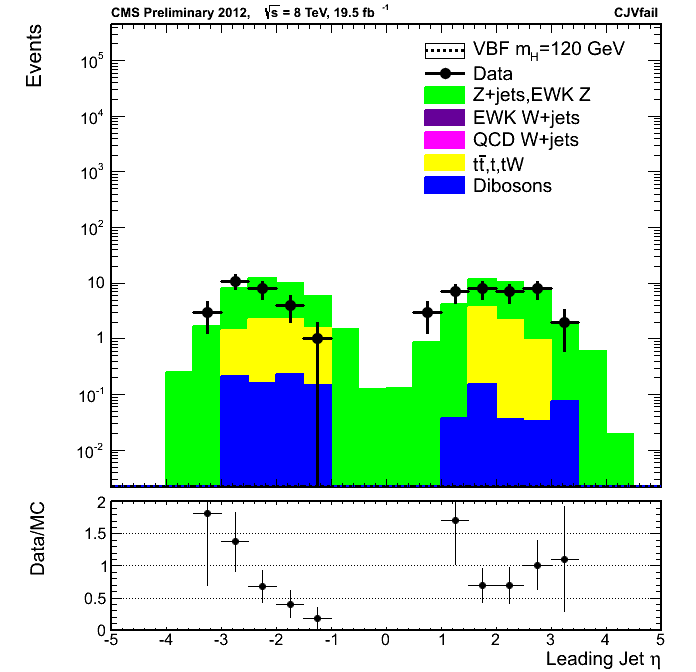 CMS Preliminary 2012, √s = 8 TeV, 19.5 fb⁻¹ CJVfail
Events
VBF m_H=120 GeV
Data
Z+jets,EWK Z
EWK W+jets
QCD W+jets
tt̄,t,tW
Dibosons
10⁵
10⁴
10³
10²
10
1
10⁻¹
10⁻²
Data/MC
2
1.5
1
0.5
0
-5 -4 -3 -2 -1 0 1 2 3 4 5
Leading Jet η